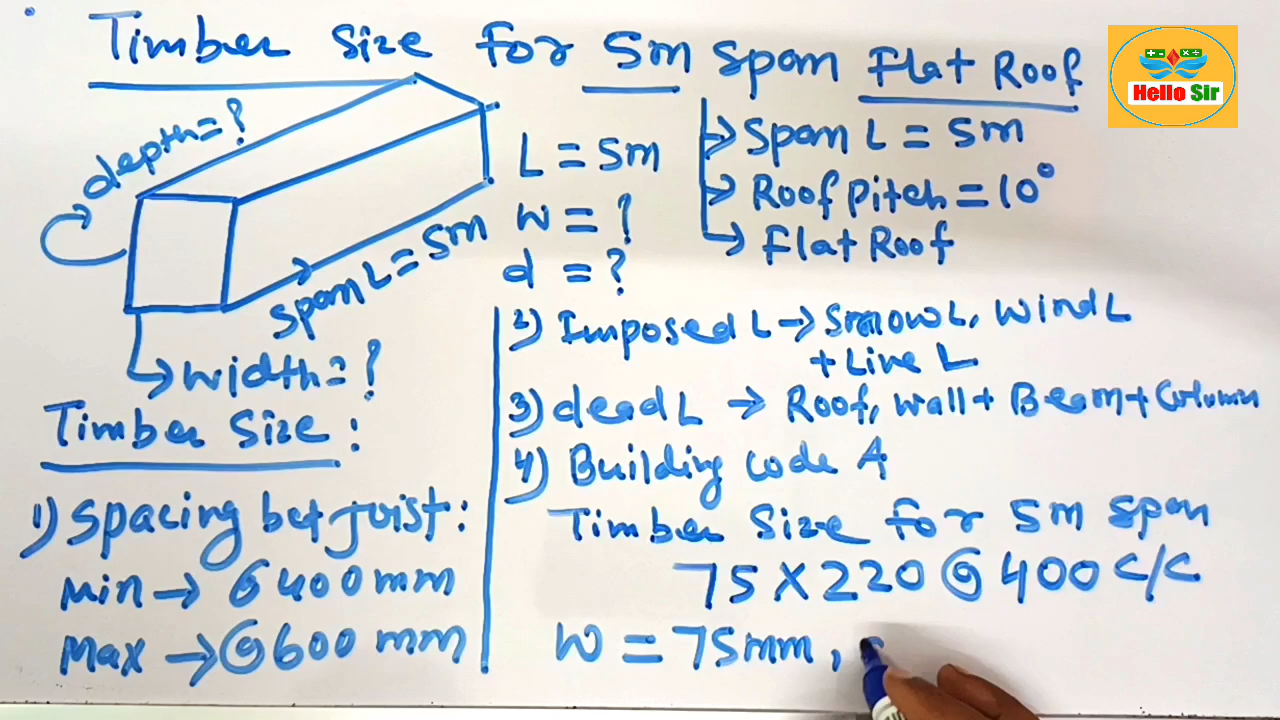 Timber Size for 5m Span Flat Roof
Hello Sir
depth = ?
Span L = 5m
width = ?
L = 5m
W = ?
d = ?
Span L = 5m
Roof Pitch = 10°
Flat Roof
Timber Size :
1) Spacing bet Joist :
Min → @ 400 mm
Max → @ 600 mm
2) Imposed L → Snow L, Wind L
+ Live L
3) dead L → Roof, Wall + Beam + Column
4) Building code A
Timber Size for 5m Span
75 X 220 @ 400 C/C
W = 75mm,